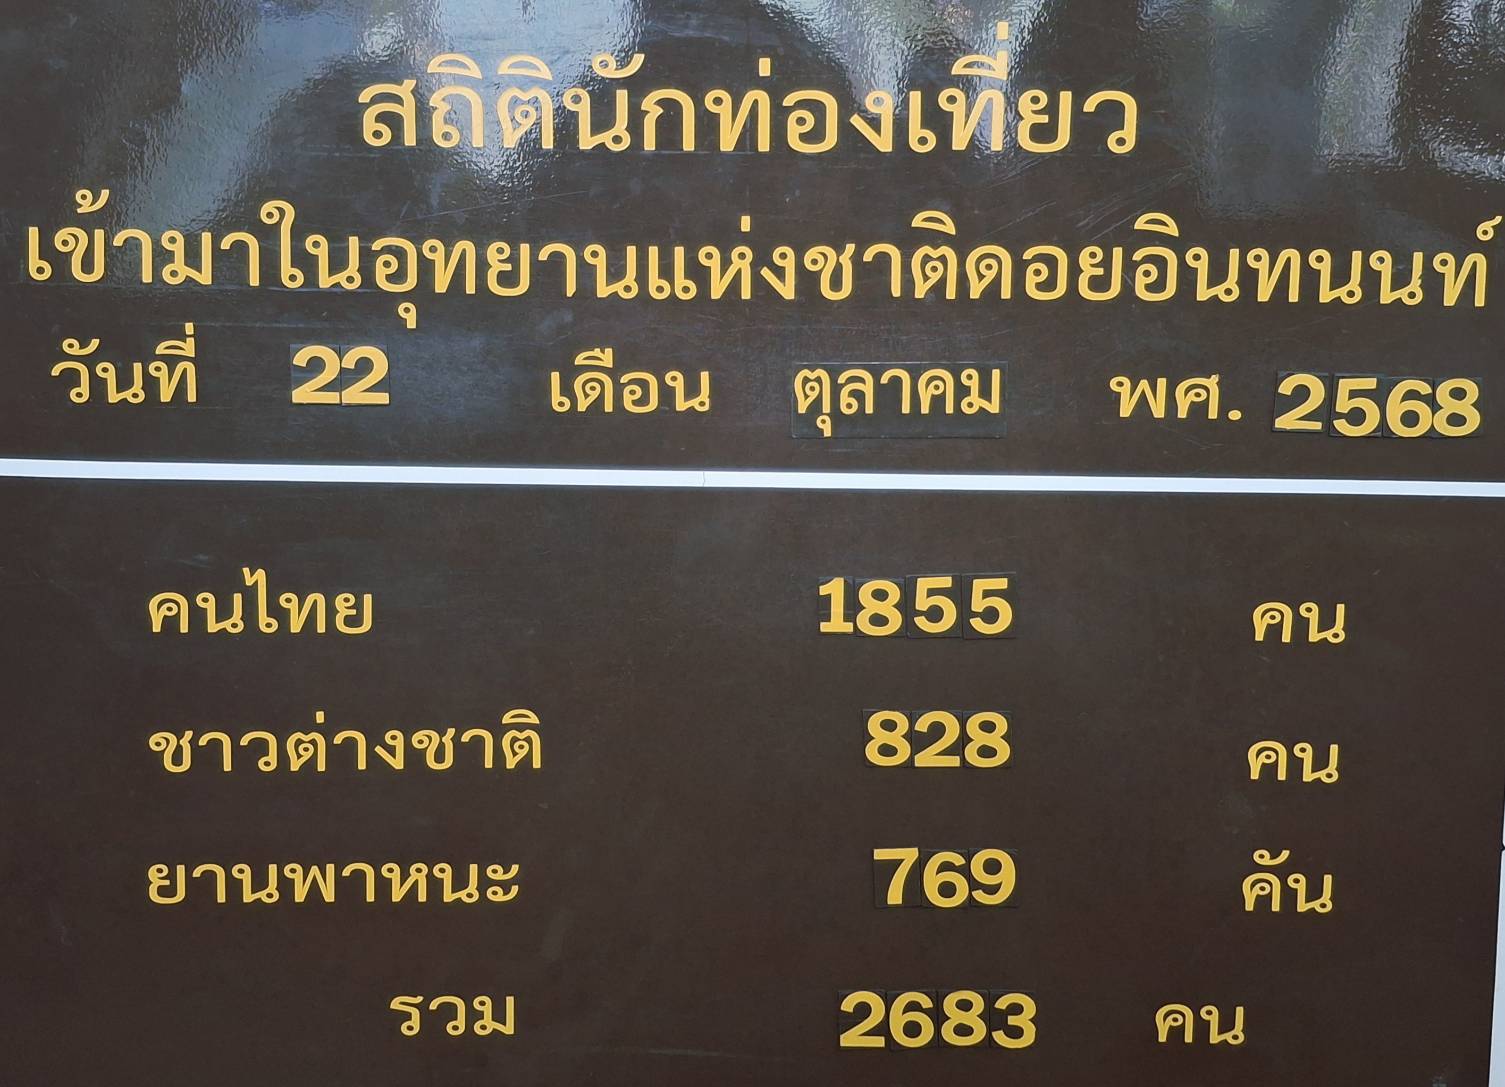 สถิตินักท่องเที่ยว
เข้ามาในอุทยานแห่งชาติดอยอินทนนท์
วันที่ 22 เดือน ตุลาคม พศ. 2568
คนไทย 1855 คน
ชาวต่างชาติ 828 คน
ยานพาหนะ 769 คัน
รวม 2683 คน